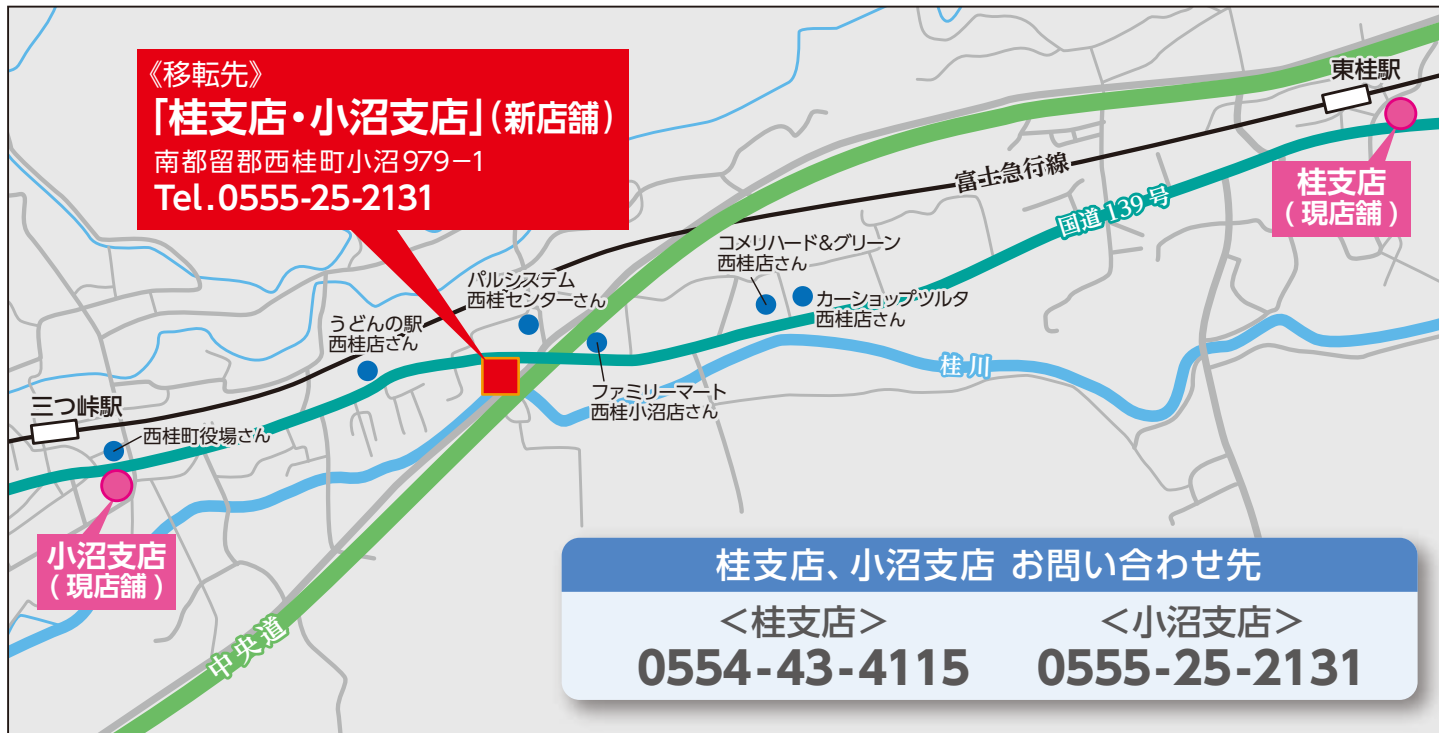 《移転先》
「桂支店・小沼支店」(新店舗)
南都留郡西桂町小沼979−1
Tel.0555-25-2131
東桂駅
桂支店
(現店舗)
富士急行線
国道139号
コメリハード&グリーン
西桂店さん
カーショップツルタ
西桂店さん
パルシステム
西桂センターさん
うどんの駅
西桂店さん
ファミリーマート
西桂小沼店さん
桂川
三つ峠駅
西桂町役場さん
小沼支店
(現店舗)
中央道
桂支店、小沼支店 お問い合わせ先
＜桂支店＞
0554-43-4115
＜小沼支店＞
0555-25-2131